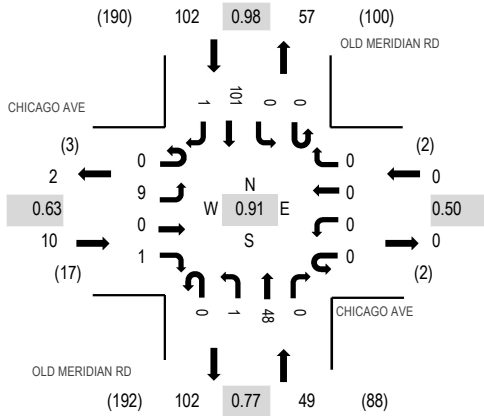 (190) 102 0.98 57 (100)
OLD MERIDIAN RD
CHICAGO AVE
1 101 0 0
(3) 0 0 (2)
2 0
9 N 0
0.63 W 0.91 E 0.50
0 0
10 S 0
1 0
(17) (2)
0 1 48 0
CHICAGO AVE
OLD MERIDIAN RD
(192) 102 0.77 49 (88)